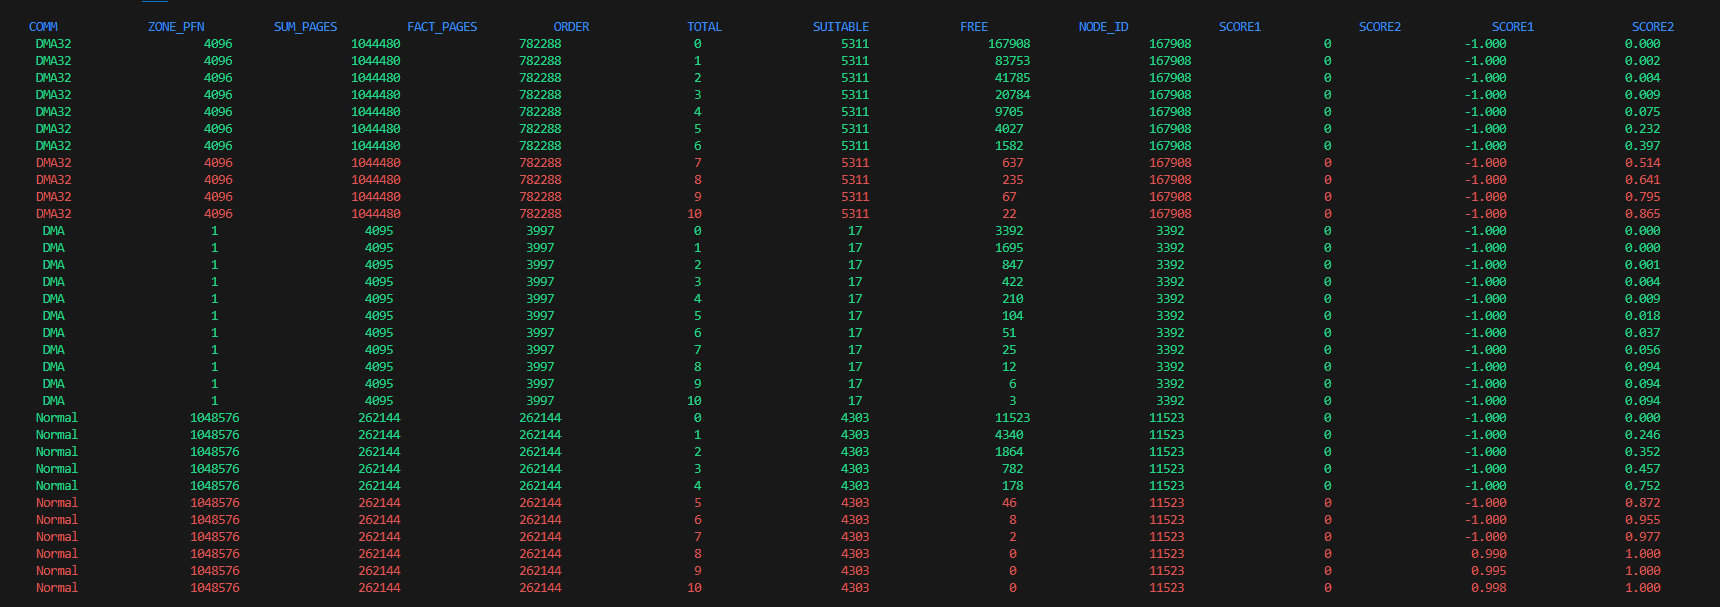 COMM ZONE_PFN SUM_PAGES FACT_PAGES ORDER TOTAL SUITABLE FREE NODE_ID SCORE1 SCORE2 SCORE1 SCORE2
DMA32 4096 1044480 782288 0 5311 167908 167908 0 -1.000 0.000
DMA32 4096 1044480 782288 1 5311 83753 167908 0 -1.000 0.002
DMA32 4096 1044480 782288 2 5311 41785 167908 0 -1.000 0.004
DMA32 4096 1044480 782288 3 5311 20784 167908 0 -1.000 0.009
DMA32 4096 1044480 782288 4 5311 9705 167908 0 -1.000 0.075
DMA32 4096 1044480 782288 5 5311 4027 167908 0 -1.000 0.232
DMA32 4096 1044480 782288 6 5311 1582 167908 0 -1.000 0.397
DMA32 4096 1044480 782288 7 5311 637 167908 0 -1.000 0.514
DMA32 4096 1044480 782288 8 5311 235 167908 0 -1.000 0.641
DMA32 4096 1044480 782288 9 5311 67 167908 0 -1.000 0.795
DMA32 4096 1044480 782288 10 5311 22 167908 0 -1.000 0.865
DMA 1 4095 3997 0 17 3392 3392 0 -1.000 0.000
DMA 1 4095 3997 1 17 1695 3392 0 -1.000 0.000
DMA 1 4095 3997 2 17 847 3392 0 -1.000 0.001
DMA 1 4095 3997 3 17 422 3392 0 -1.000 0.004
DMA 1 4095 3997 4 17 210 3392 0 -1.000 0.009
DMA 1 4095 3997 5 17 104 3392 0 -1.000 0.018
DMA 1 4095 3997 6 17 51 3392 0 -1.000 0.037
DMA 1 4095 3997 7 17 25 3392 0 -1.000 0.056
DMA 1 4095 3997 8 17 12 3392 0 -1.000 0.094
DMA 1 4095 3997 9 17 6 3392 0 -1.000 0.094
DMA 1 4095 3997 10 17 3 3392 0 -1.000 0.094
Normal 1048576 262144 262144 0 4303 11523 11523 0 -1.000 0.000
Normal 1048576 262144 262144 1 4303 4340 11523 0 -1.000 0.246
Normal 1048576 262144 262144 2 4303 1864 11523 0 -1.000 0.352
Normal 1048576 262144 262144 3 4303 782 11523 0 -1.000 0.457
Normal 1048576 262144 262144 4 4303 178 11523 0 -1.000 0.752
Normal 1048576 262144 262144 5 4303 46 11523 0 -1.000 0.872
Normal 1048576 262144 262144 6 4303 8 11523 0 -1.000 0.955
Normal 1048576 262144 262144 7 4303 2 11523 0 -1.000 0.977
Normal 1048576 262144 262144 8 4303 0 11523 0 0.990 1.000
Normal 1048576 262144 262144 9 4303 0 11523 0 0.995 1.000
Normal 1048576 262144 262144 10 4303 0 11523 0 0.998 1.000